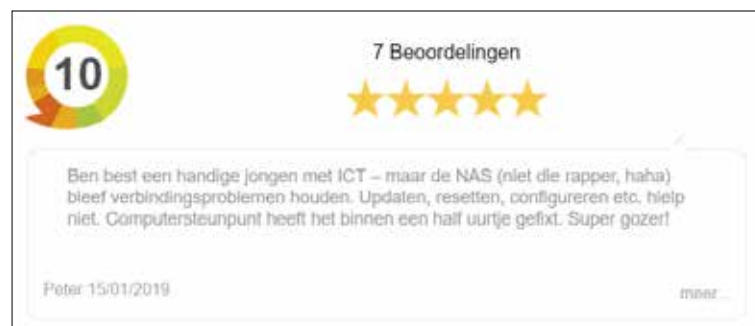 10
7 Beoordelingen
Ben best een handige jongen met ICT – maar de NAS (niet die rapper, haha)
bleef verbindingsproblemen houden. Updaten, resetten, configureren etc. hielp
niet. Computersteunpunt heeft het binnen een half uurtje gefixt. Super gozer!
Peter 15/01/2019
meer...